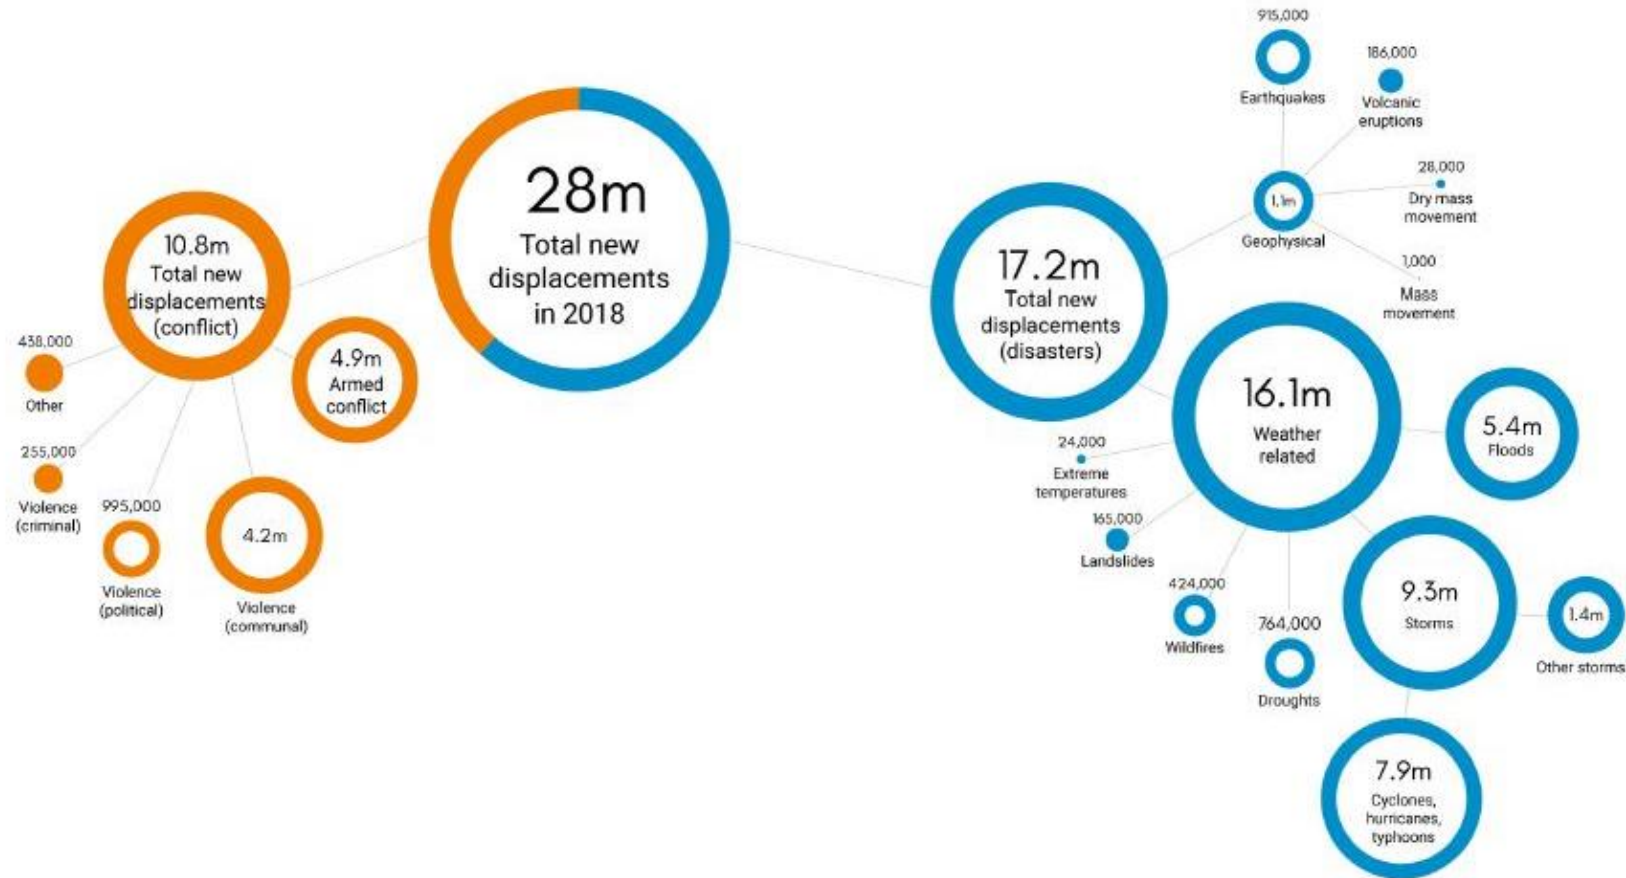 28m
Total new
displacements
in 2018
10.8m
Total new
displacements
(conflict)
438,000
Other
255,000
Violence
(criminal)
995,000
Violence
(political)
4.2m
Violence
(communal)
4.9m
Armed
conflict
17.2m
Total new
displacements
(disasters)
915,000
Earthquakes
186,000
Volcanic
eruptions
28,000
Dry mass
movement
1,000
Mass
movement
1.1m
Geophysical
16.1m
Weather
related
24,000
Extreme
temperatures
165,000
Landslides
424,000
Wildfires
764,000
Droughts
5.4m
Floods
9.3m
Storms
1.4m
Other storms
7.9m
Cyclones,
hurricanes,
typhoons